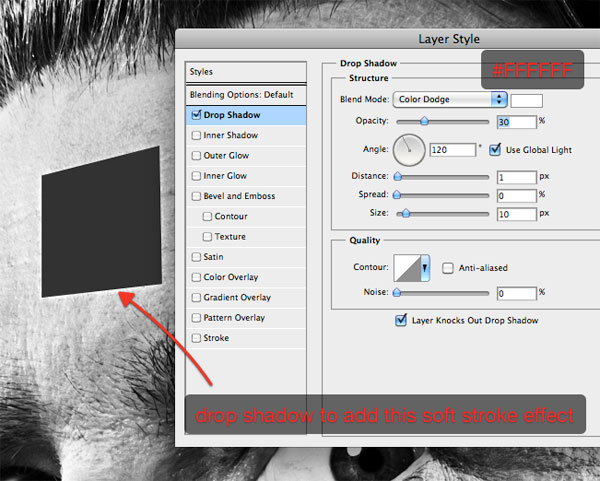 Layer Style
#FFFFFF
Styles
Blending Options: Default
Drop Shadow
Inner Shadow
Outer Glow
Inner Glow
Bevel and Emboss
Contour
Texture
Satin
Color Overlay
Gradient Overlay
Pattern Overlay
Stroke
Drop Shadow
Structure
Blend Mode: Color Dodge
Opacity: 30 %
Angle: 120 ° Use Global Light
Distance: 1 px
Spread: 0 %
Size: 10 px
Quality
Contour: Anti-aliased
Noise: 0 %
Layer Knocks Out Drop Shadow
drop shadow to add this soft stroke effect